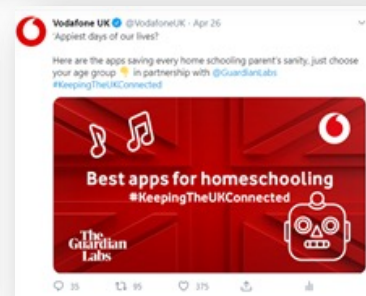 Vodafone UK @VodafoneUK · Apr 26
'Appiest days of our lives?
Here are the apps saving every home schooling parent's sanity, just choose
your age group 👇 in partnership with @GuardianLabs
#KeepingTheUKConnected
Best apps for homeschooling
#KeepingTheUKConnected
The
Guardian
Labs
35 95 375